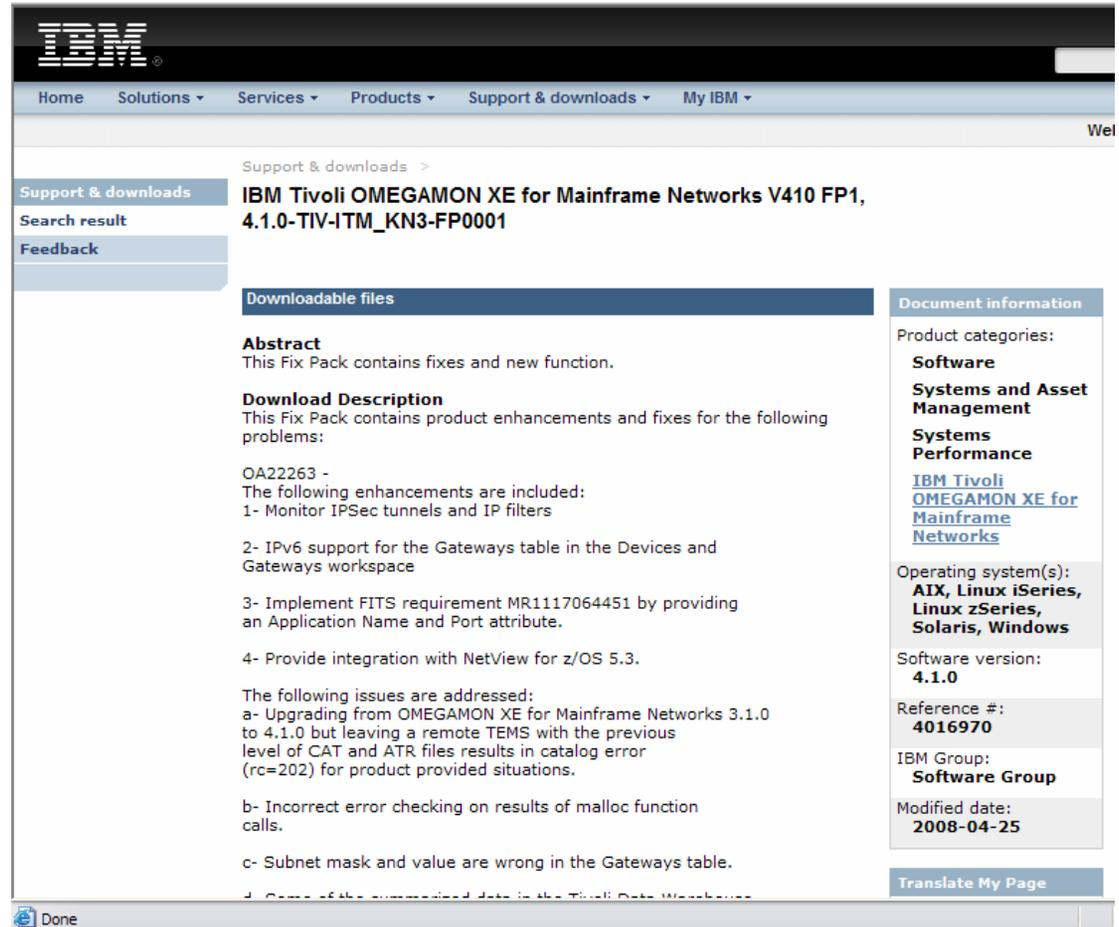 IBM®
Home Solutions Services Products Support & downloads My IBM
Support & downloads >
Support & downloads
Search result
Feedback
IBM Tivoli OMEGAMON XE for Mainframe Networks V410 FP1,
4.1.0-TIV-ITM_KN3-FP0001
Downloadable files
Abstract
This Fix Pack contains fixes and new function.
Download Description
This Fix Pack contains product enhancements and fixes for the following
problems:
OA22263 -
The following enhancements are included:
1- Monitor IPSec tunnels and IP filters
2- IPv6 support for the Gateways table in the Devices and
Gateways workspace
3- Implement FITS requirement MR1117064451 by providing
an Application Name and Port attribute.
4- Provide integration with NetView for z/OS 5.3.
The following issues are addressed:
a- Upgrading from OMEGAMON XE for Mainframe Networks 3.1.0
to 4.1.0 but leaving a remote TEMS with the previous
level of CAT and ATR files results in catalog error
(rc=202) for product provided situations.
b- Incorrect error checking on results of malloc function
calls.
c- Subnet mask and value are wrong in the Gateways table.
d- Some of the summarized data in the Tivoli Data Warehouse
Document information
Product categories:
Software
Systems and Asset
Management
Systems
Performance
IBM Tivoli
OMEGAMON XE for
Mainframe
Networks
Operating system(s):
AIX, Linux iSeries,
Linux zSeries,
Solaris, Windows
Software version:
4.1.0
Reference #:
4016970
IBM Group:
Software Group
Modified date:
2008-04-25
Translate My Page
Done